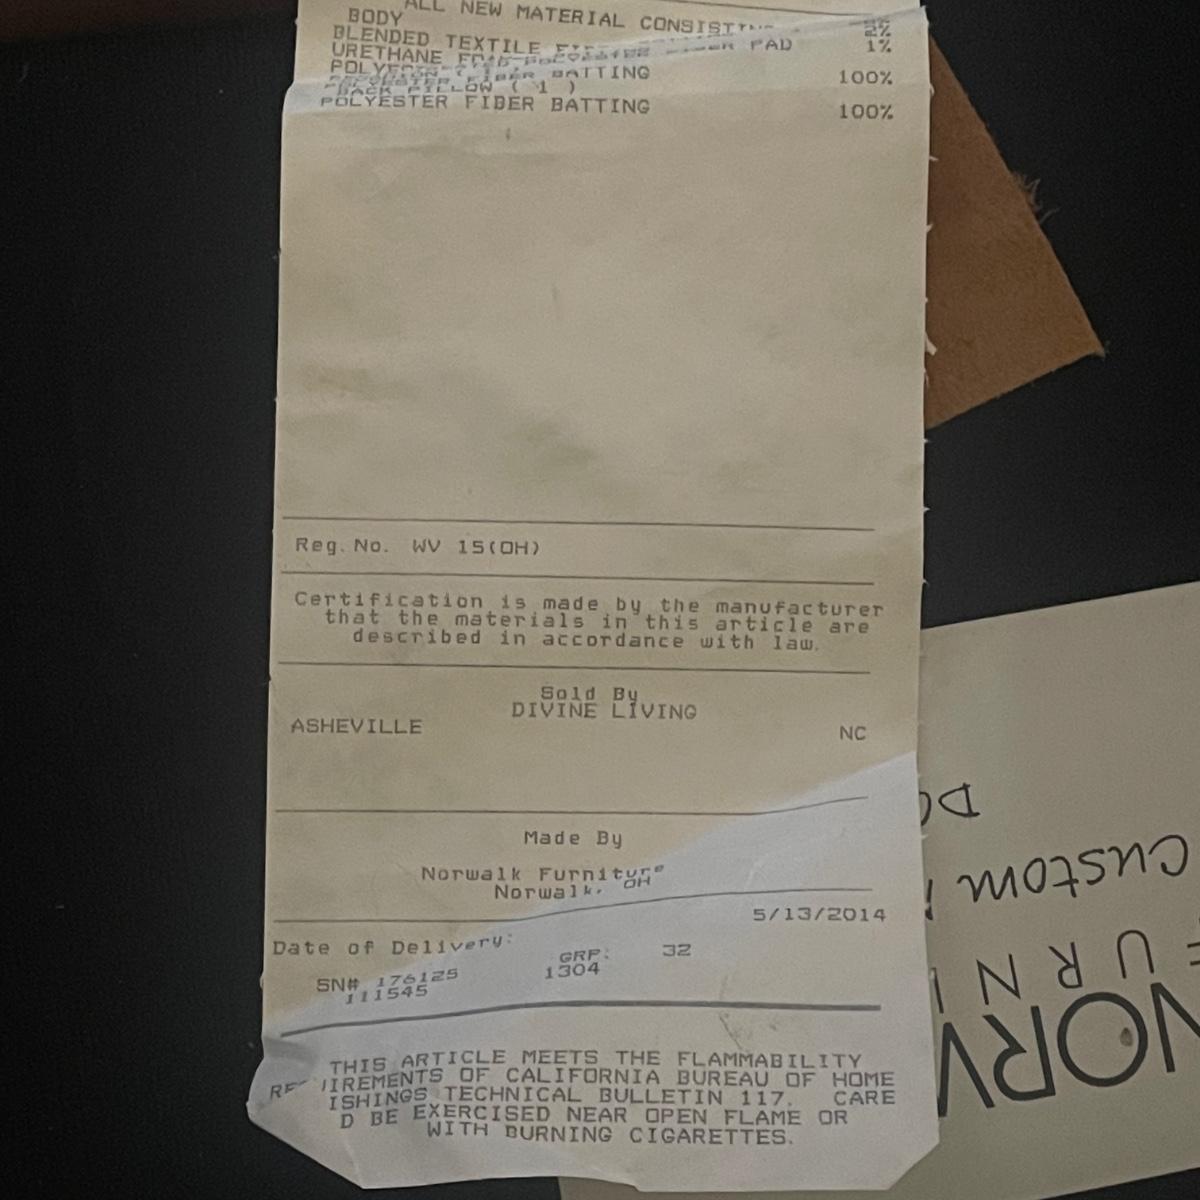 ALL NEW MATERIAL
BODY
BLENDED TEXTILE PAD 1%
URETHANE
BATTING 100%
BACK PILLOW ( 1 )
POLYESTER FIBER BATTING 100%
Reg. No. WV 15(OH)
Certification is made by the manufacturer
that the materials in this article are
described in accordance with law.
Sold By
DIVINE LIVING
ASHEVILLE NC
Made By
Norwalk Furniture
Norwalk, OH
5/13/2014
Date of Delivery:
GRP: 32
SN# 176125 1304
111545
THIS ARTICLE MEETS THE FLAMMABILITY
IREMENTS OF CALIFORNIA BUREAU OF HOME
ISHINGS TECHNICAL BULLETIN 117. CARE
D BE EXERCISED NEAR OPEN FLAME OR
WITH BURNING CIGARETTES.
NORW
FURNI
Custom